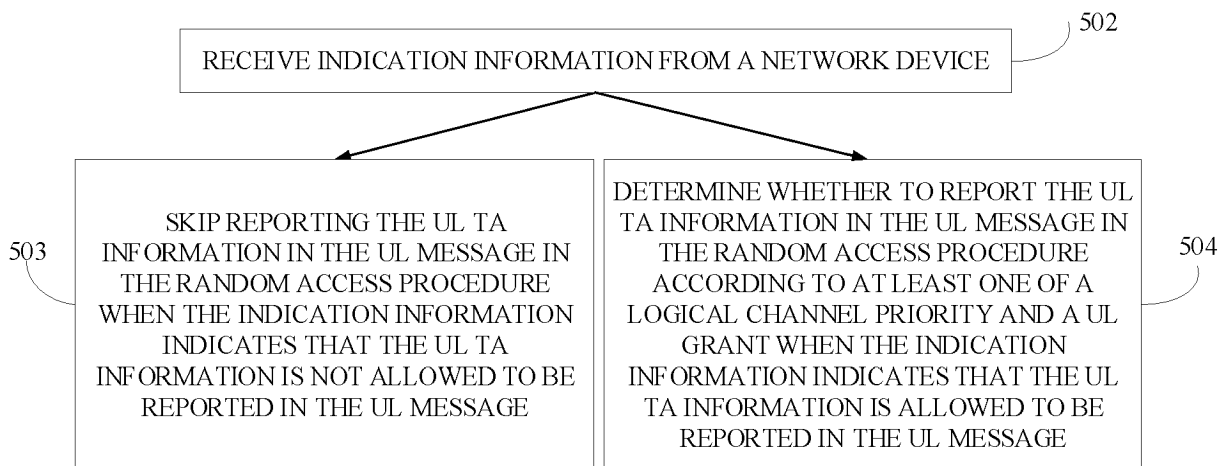 502
RECEIVE INDICATION INFORMATION FROM A NETWORK DEVICE
503
SKIP REPORTING THE UL TA
INFORMATION IN THE UL MESSAGE IN
THE RANDOM ACCESS PROCEDURE
WHEN THE INDICATION INFORMATION
INDICATES THAT THE UL TA
INFORMATION IS NOT ALLOWED TO BE
REPORTED IN THE UL MESSAGE
DETERMINE WHETHER TO REPORT THE UL
TA INFORMATION IN THE UL MESSAGE IN
THE RANDOM ACCESS PROCEDURE
ACCORDING TO AT LEAST ONE OF A
LOGICAL CHANNEL PRIORITY AND A UL
GRANT WHEN THE INDICATION
INFORMATION INDICATES THAT THE UL
TA INFORMATION IS ALLOWED TO BE
REPORTED IN THE UL MESSAGE
504